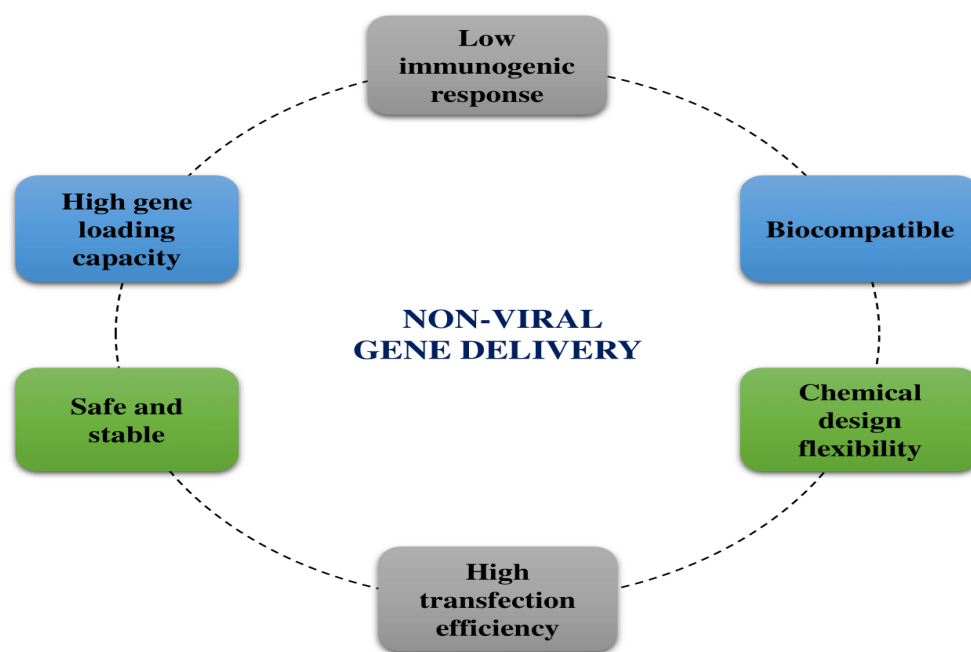 Low
immunogenic
response
High gene
loading
capacity
Biocompatible
NON-VIRAL
GENE DELIVERY
Safe and
stable
Chemical
design
flexibility
High
transfection
efficiency